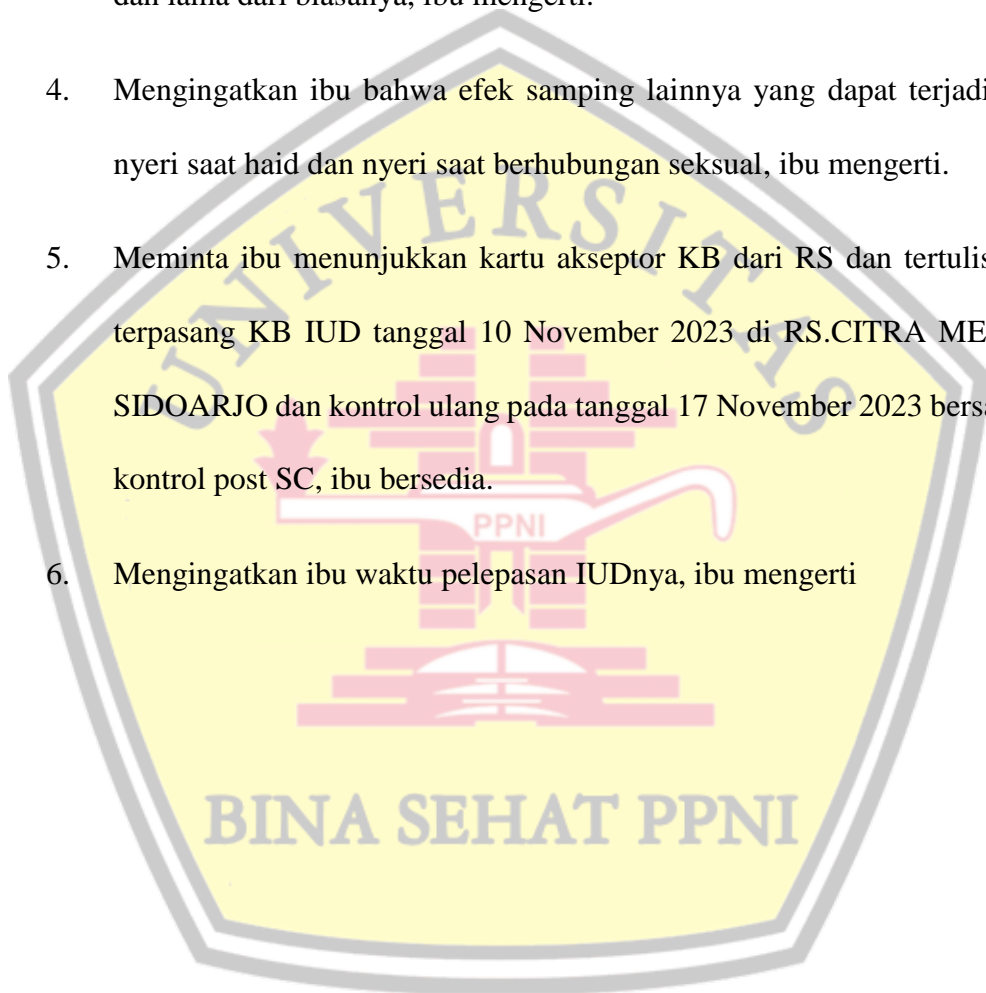 dan lama dari biasanya, ibu mengerti.
4. Mengingatkan ibu bahwa efek samping lainnya yang dapat terjadi
nyeri saat haid dan nyeri saat berhubungan seksual, ibu mengerti.
5. Meminta ibu menunjukkan kartu akseptor KB dari RS dan tertulis
terpasang KB IUD tanggal 10 November 2023 di RS.CITRA ME
SIDOARJO dan kontrol ulang pada tanggal 17 November 2023 bersa
kontrol post SC, ibu bersedia.
6. Mengingatkan ibu waktu pelepasan IUDnya, ibu mengerti
UNIVERSITAS
PPNI
BINA SEHAT PPNI